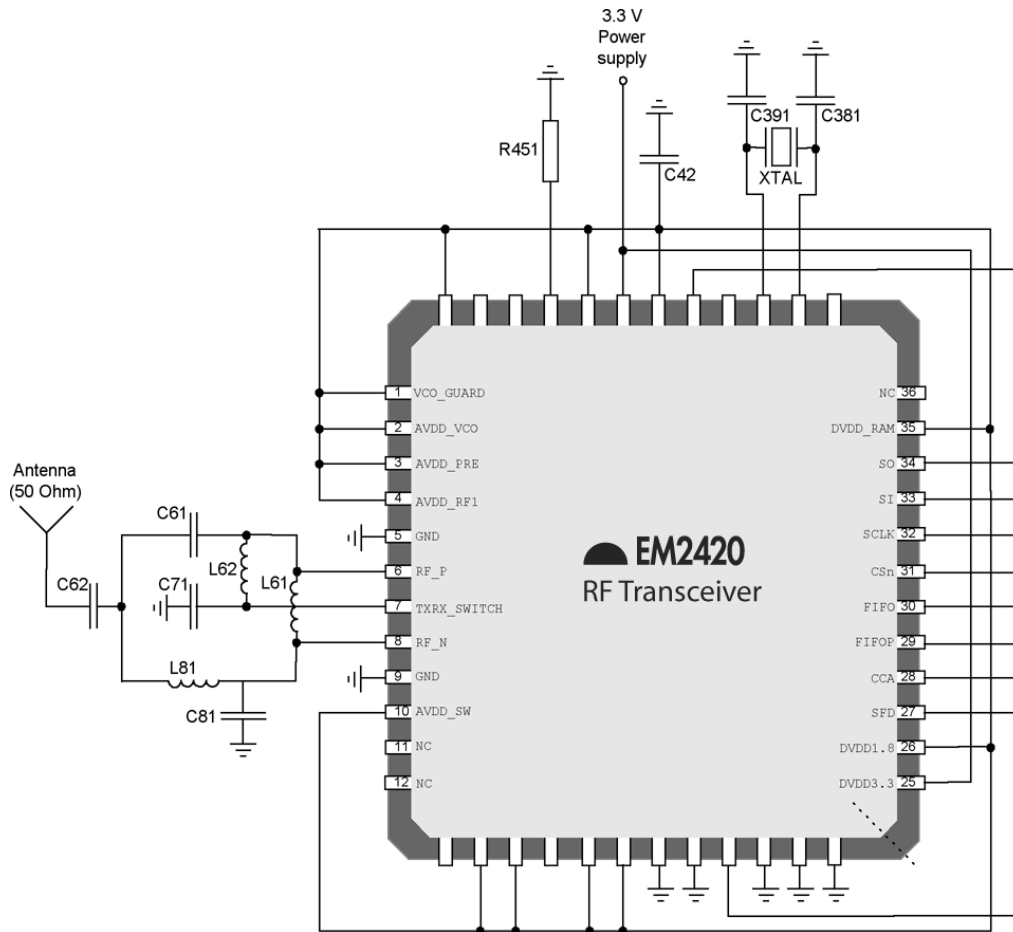 3.3 V
Power
supply
C391
C381
R451
C42
XTAL
1 VCO_GUARD
NC 36
2 AVDD_VCO
DVDD_RAM 35
3 AVDD_PRE
SO 34
4 AVDD_RF1
SI 33
5 GND
SCLK 32
6 RF_P
CSn 31
7 TXRX_SWITCH
FIFO 30
8 RF_N
FIFOP 29
9 GND
CCA 28
10 AVDD_SW
SFD 27
11 NC
DVDD1.8 26
12 NC
DVDD3.3 25
Antenna
(50 Ohm)
C61
L62
L61
C62
C71
L81
C81
EM2420
RF Transceiver